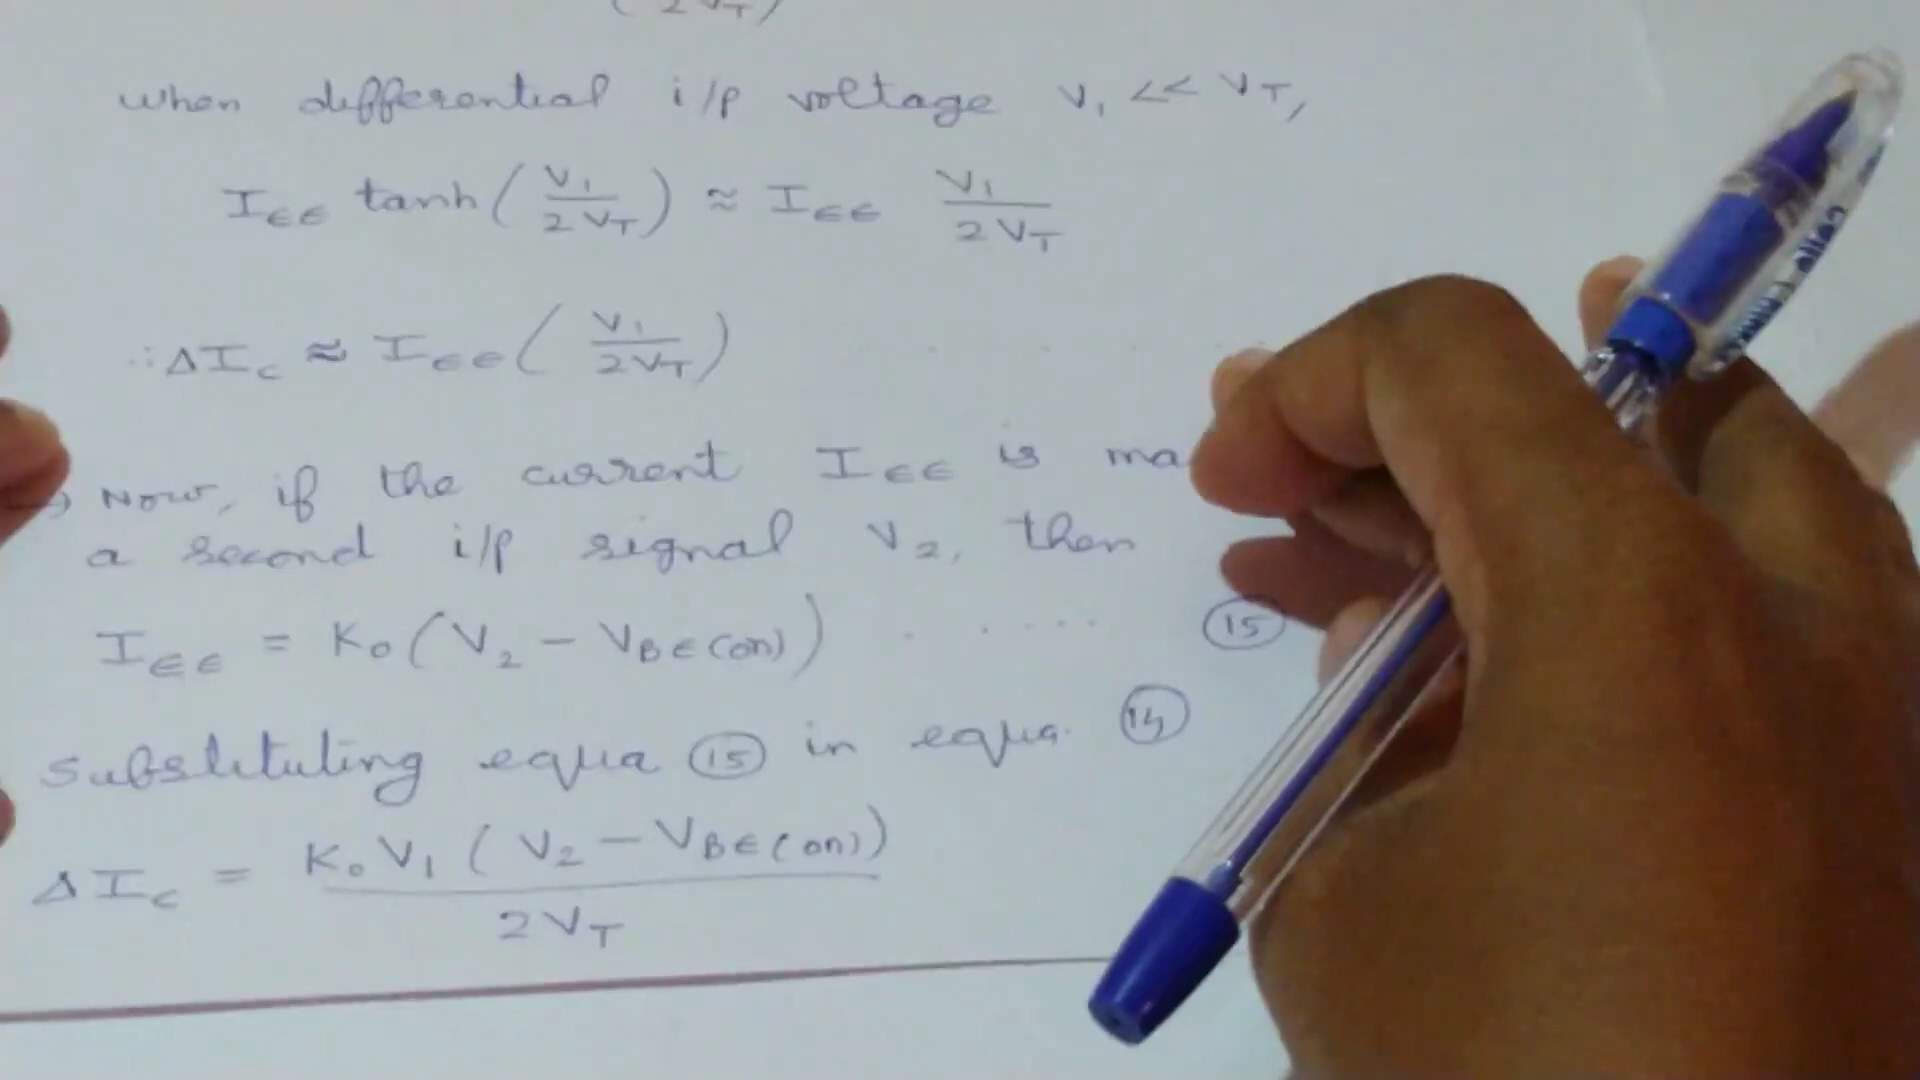 (2VT)
when differential i/p voltage V1 << VT,
IEE tanh(V1/2VT) ≈ IEE V1/2VT
∴ΔIC ≈ IEE(V1/2VT) . . . .
→ Now, if the current IEE is ma
a second i/p signal V2, then
IEE = K0(V2 - VBE(on)) . . . . . . (15)
Substituting equa (15) in equa. (14)
ΔIC = K0V1(V2 - VBE(on))/2VT
cello